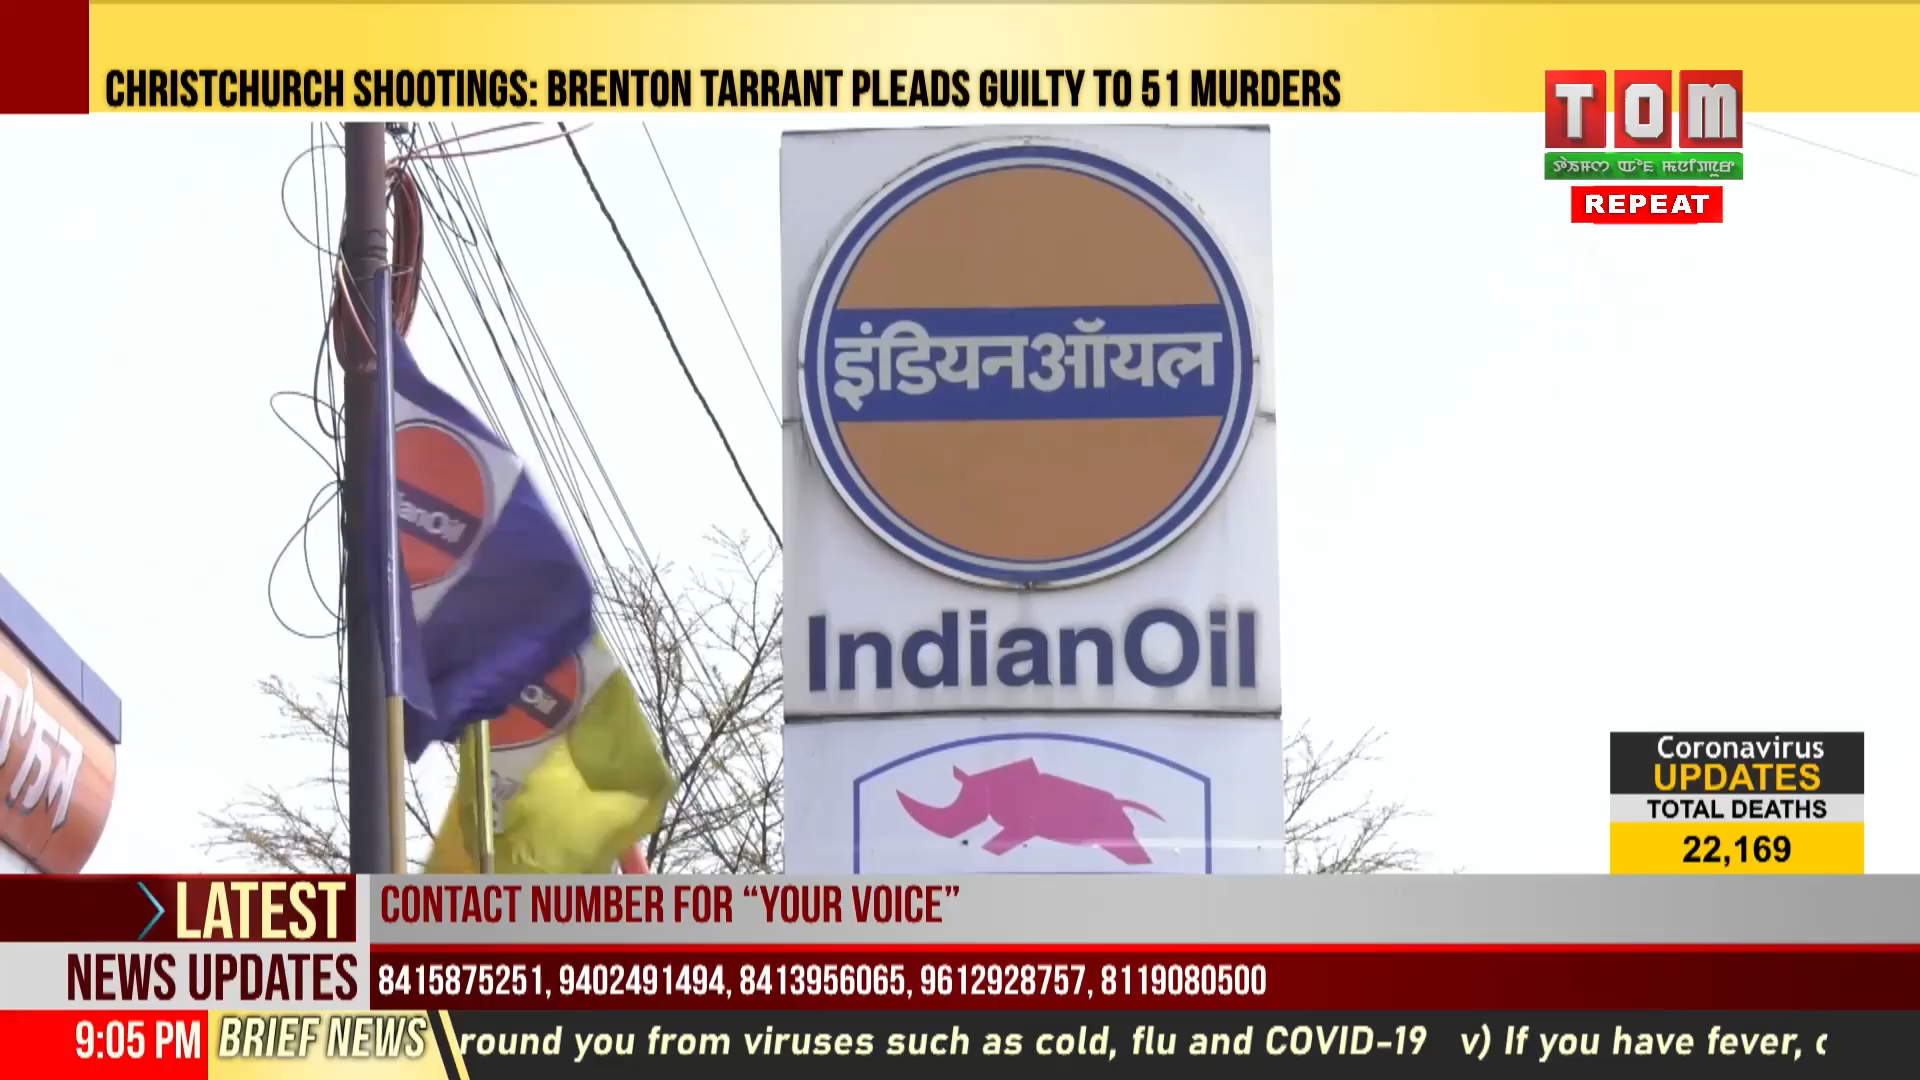 CHRISTCHURCH SHOOTINGS: BRENTON TARRANT PLEADS GUILTY TO 51 MURDERS
TOM
REPEAT
इंडियनऑयल
IndianOil
anOil
Oil
Coronavirus
UPDATES
TOTAL DEATHS
22,169
LATEST
NEWS UPDATES
CONTACT NUMBER FOR “YOUR VOICE”
8415875251, 9402491494, 8413956065, 9612928757, 8119080500
9:05 PM
BRIEF NEWS
round you from viruses such as cold, flu and COVID-19 v) If you have fever, c